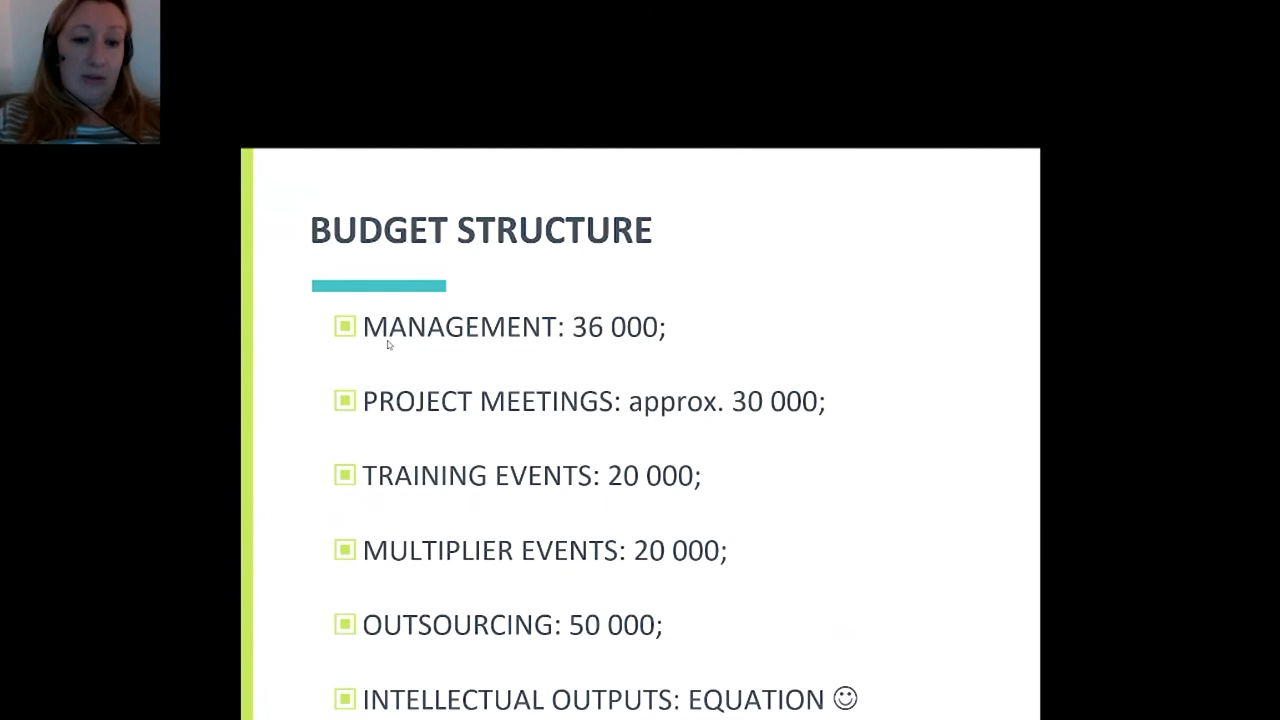 BUDGET STRUCTURE
MANAGEMENT: 36 000;
PROJECT MEETINGS: approx. 30 000;
TRAINING EVENTS: 20 000;
MULTIPLIER EVENTS: 20 000;
OUTSOURCING: 50 000;
INTELLECTUAL OUTPUTS: EQUATION ☺